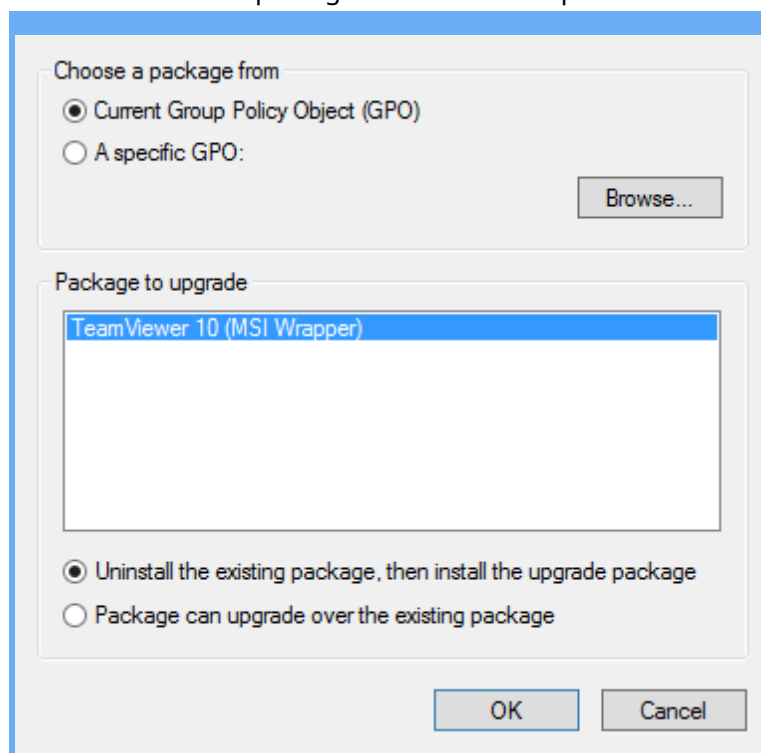 Choose a package from
Current Group Policy Object (GPO)
A specific GPO:
Browse...
Package to upgrade
TeamViewer 10 (MSI Wrapper)
Uninstall the existing package, then install the upgrade package
Package can upgrade over the existing package
OK Cancel